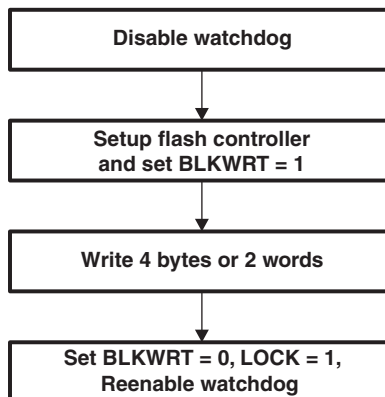 Disable watchdog
Setup flash controller
and set BLKWRT = 1
Write 4 bytes or 2 words
Set BLKWRT = 0, LOCK = 1,
Reenable watchdog